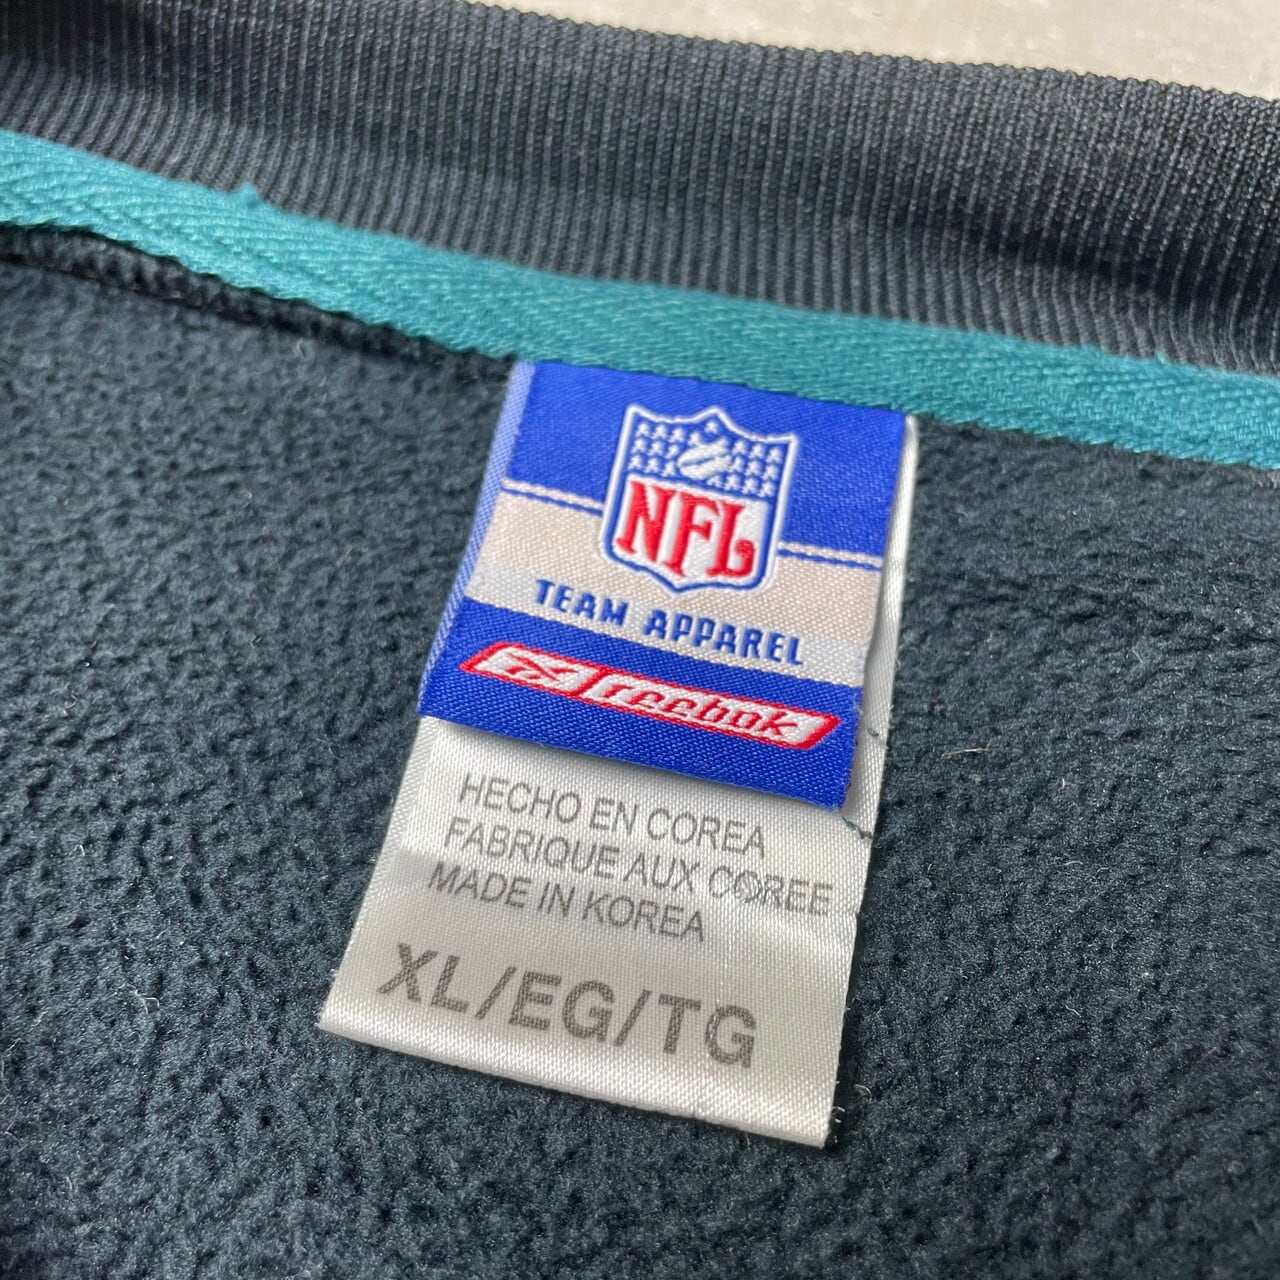 NFL
TEAM APPAREL
reebok
HECHO EN COREA
FABRIQUE AUX COREE
MADE IN KOREA
XL/EG/TG